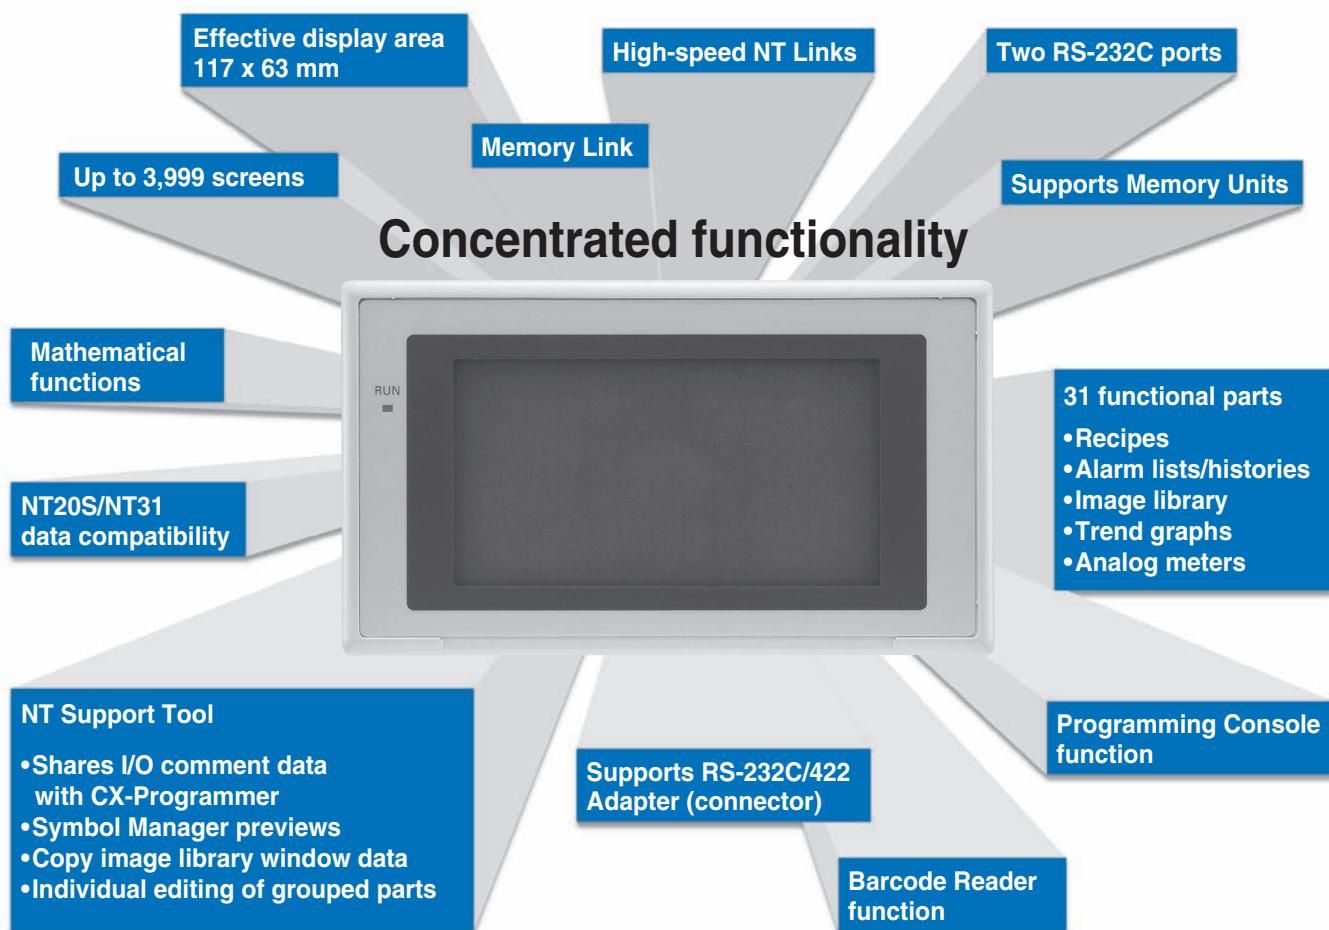 Effective display area
117 x 63 mm
High-speed NT Links
Two RS-232C ports
Memory Link
Up to 3,999 screens
Supports Memory Units
Concentrated functionality
Mathematical
functions
RUN
31 functional parts
•Recipes
•Alarm lists/histories
•Image library
•Trend graphs
•Analog meters
NT20S/NT31
data compatibility
NT Support Tool
•Shares I/O comment data
with CX-Programmer
•Symbol Manager previews
•Copy image library window data
•Individual editing of grouped parts
Supports RS-232C/422
Adapter (connector)
Programming Console
function
Barcode Reader
function